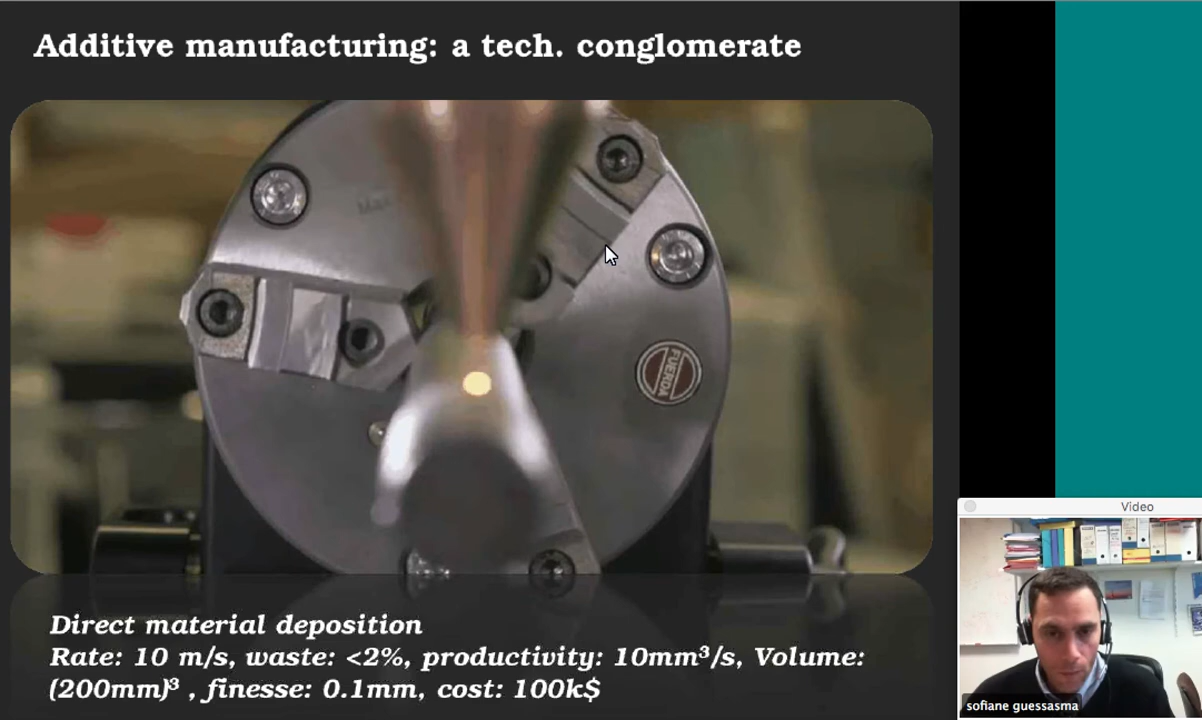 Additive manufacturing: a tech. conglomerate
FUERDA
Direct material deposition
Rate: 10 m/s, waste: <2%, productivity: 10mm³/s, Volume:
(200mm)³ , finesse: 0.1mm, cost: 100k$
Video
sofiane guessasma